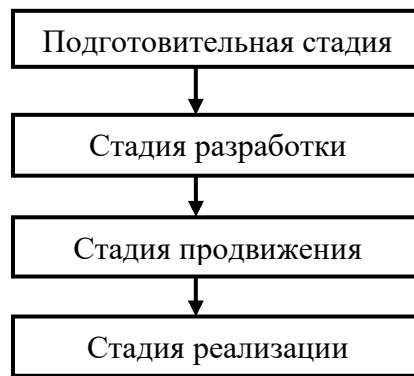 Подготовительная стадия
Стадия разработки
Стадия продвижения
Стадия реализации